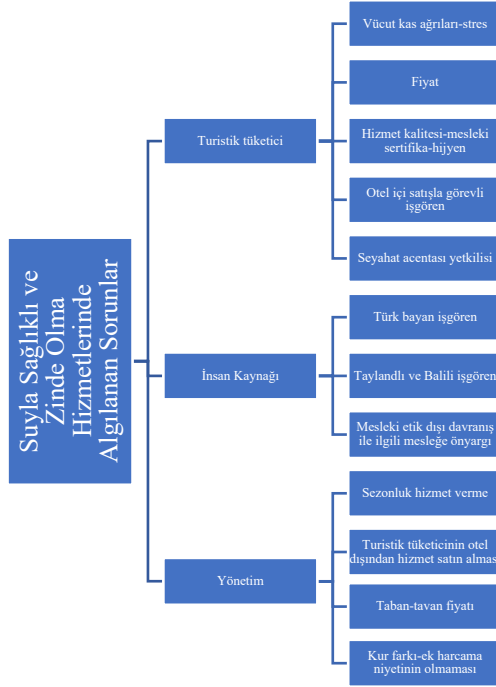 Suyla Sağlıklı ve
Zinde Olma
Hizmetlerinde
Algılanan Sorunlar
Turistik tüketici
Vücut kas ağrıları-stres
Fiyat
Hizmet kalitesi-mesleki
sertifika-hijyen
Otel içi satışla görevli
işgören
Seyahat acentası yetkilisi
İnsan Kaynağı
Türk bayan işgören
Taylandlı ve Balili işgören
Mesleki etik dışı davranış
ile ilgili mesleğe önyargı
Yönetim
Sezonluk hizmet verme
Turistik tüketicinin otel
dışından hizmet satın alması
Taban-tavan fiyatı
Kur farkı-ek harcama
niyetinin olmaması